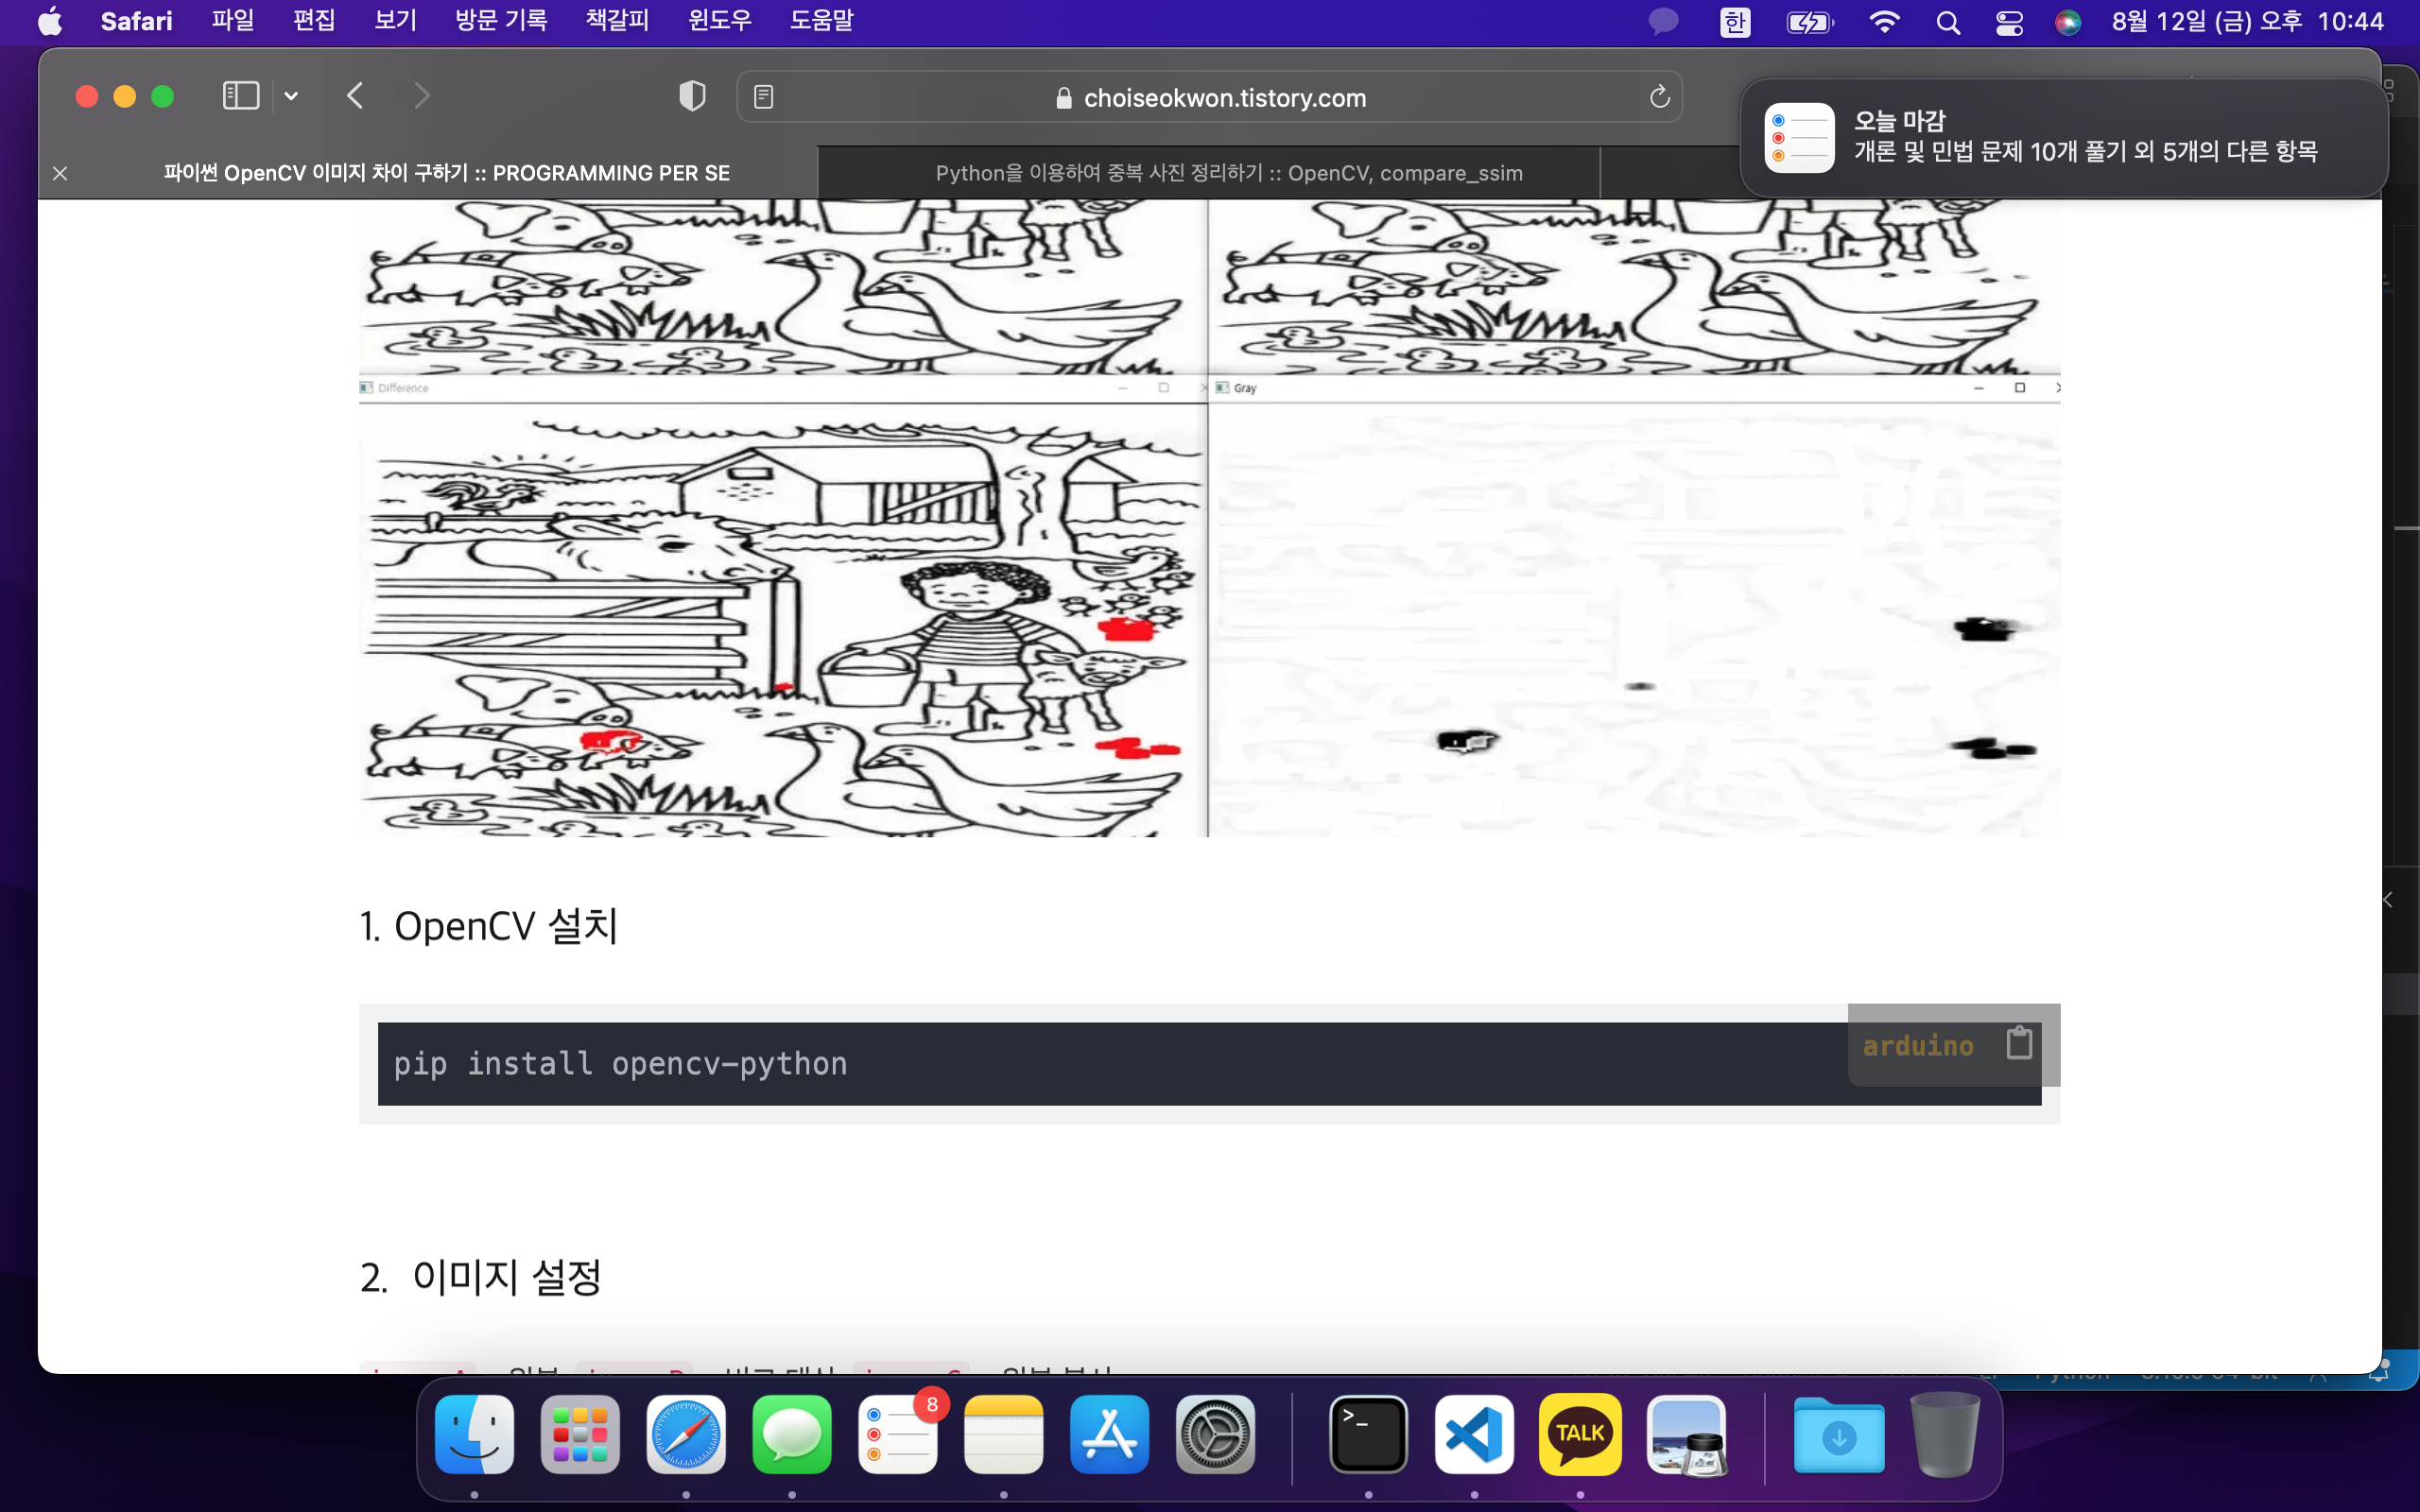 Safari 파일 편집 보기 방문 기록 책갈피 윈도우 도움말 한 8월 12일 (금) 오후 10:44
choiseokwon.tistory.com
오늘 마감
개론 및 민법 문제 10개 풀기 외 5개의 다른 항목
파이썬 OpenCV 이미지 차이 구하기 :: PROGRAMMING PER SE
Python을 이용하여 중복 사진 정리하기 :: OpenCV, compare_ssim
Difference
Gray
1. OpenCV 설치
arduino
pip install opencv-python
2. 이미지 설정
8
>_
TALK